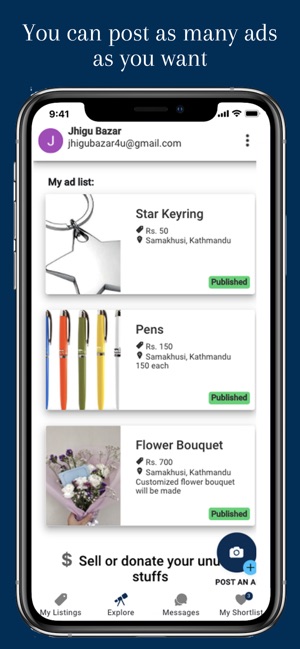 You can post as many ads
as you want
9:41
J
Jhigu Bazar
jhigubazar4u@gmail.com
My ad list:
Star Keyring
Rs. 50
Samakhusi, Kathmandu
Published
Pens
Rs. 150
Samakhusi, Kathmandu
150 each
Published
Flower Bouquet
Rs. 700
Samakhusi, Kathmandu
Customized flower bouquet
will be made
Published
$ Sell or donate your unu
stuffs
POST AN A
My Listings
Explore
Messages
My Shortlist